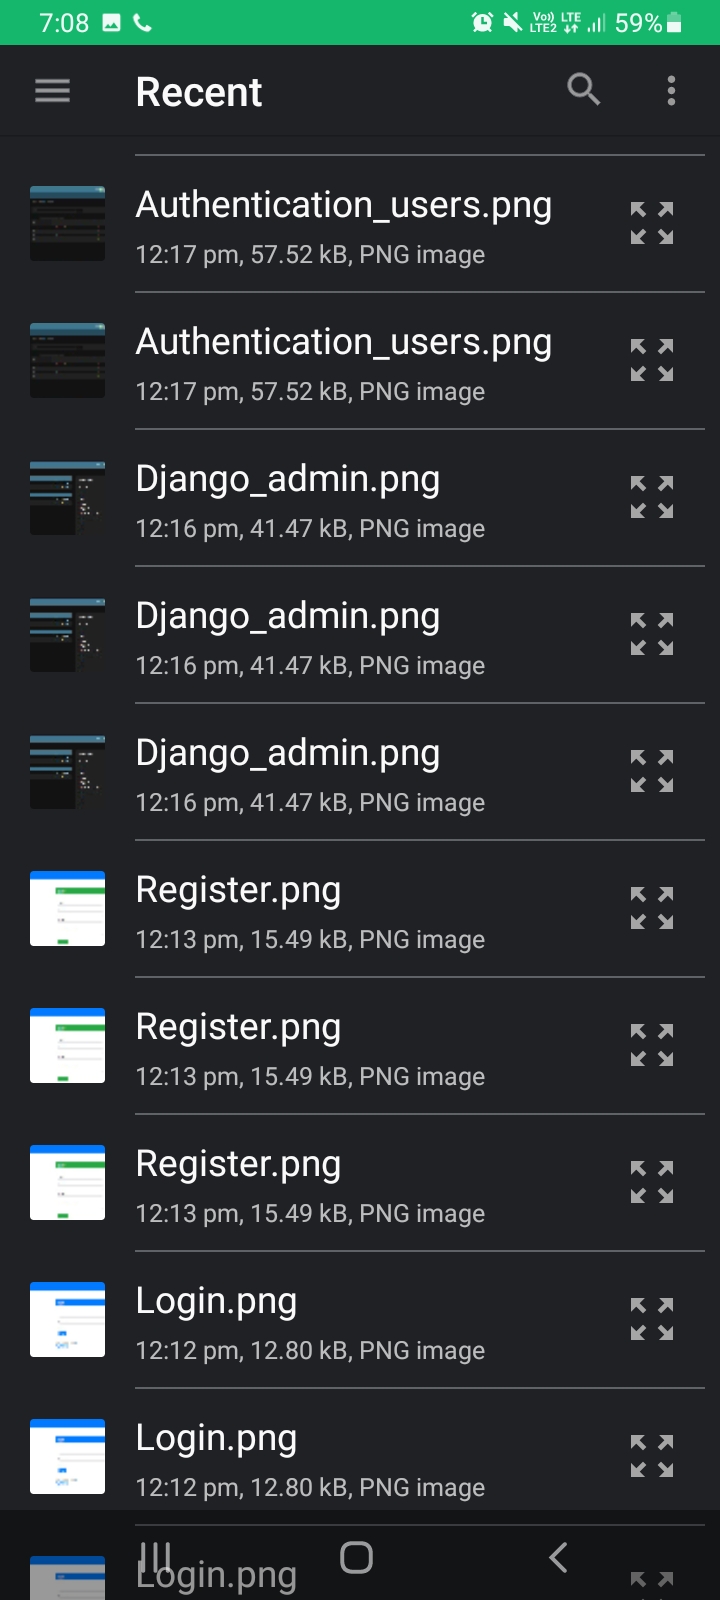 7:08 Vo)) LTE LTE2 59%
Recent
Authentication_users.png
12:17 pm, 57.52 kB, PNG image
Authentication_users.png
12:17 pm, 57.52 kB, PNG image
Django_admin.png
12:16 pm, 41.47 kB, PNG image
Django_admin.png
12:16 pm, 41.47 kB, PNG image
Django_admin.png
12:16 pm, 41.47 kB, PNG image
Register.png
12:13 pm, 15.49 kB, PNG image
Register.png
12:13 pm, 15.49 kB, PNG image
Register.png
12:13 pm, 15.49 kB, PNG image
Login.png
12:12 pm, 12.80 kB, PNG image
Login.png
12:12 pm, 12.80 kB, PNG image
Login.png